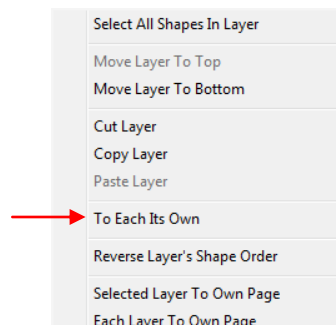 Select All Shapes In Layer
Move Layer To Top
Move Layer To Bottom
Cut Layer
Copy Layer
Paste Layer
To Each Its Own
Reverse Layer's Shape Order
Selected Layer To Own Page
Each Layer To Own Page